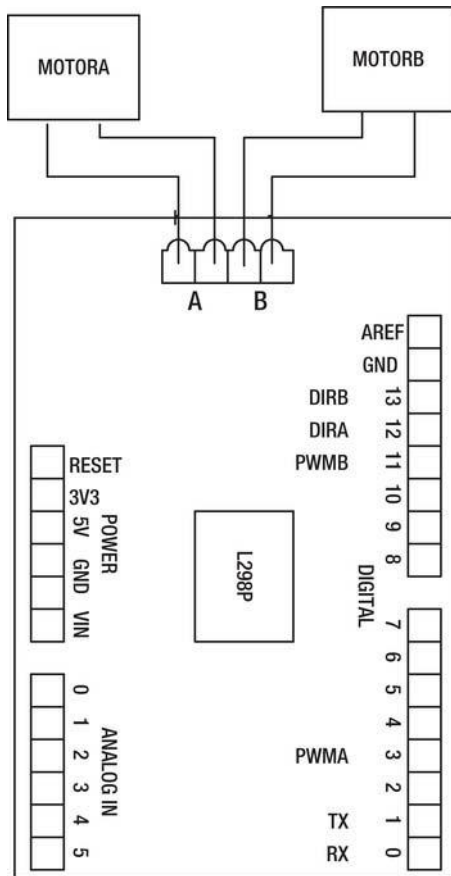 MOTORA
MOTORB
A
B
AREF
GND
DIRB 13
DIRA 12
PWMB 11
10
9
8
RESET
3V3
5V
GND
VIN
POWER
L298P
DIGITAL
7
6
5
4
PWMA 3
2
TX 1
RX 0
0
1
2
3
4
5
ANALOG IN